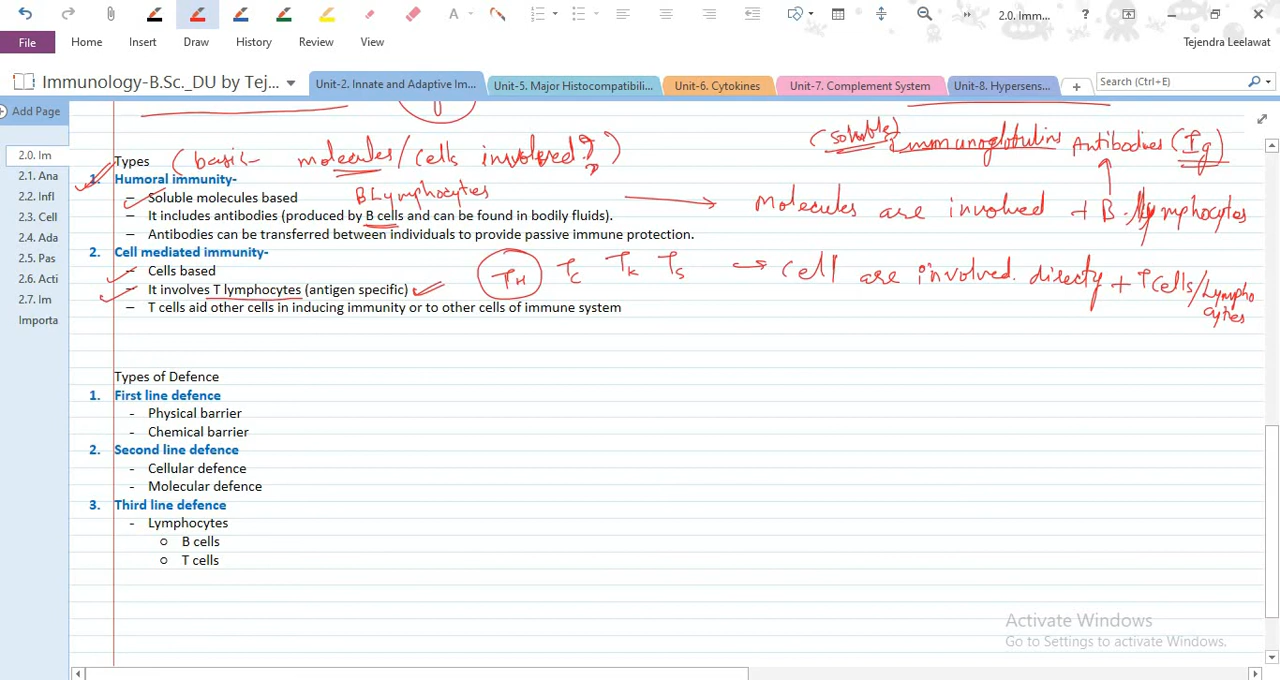 2.0. Imm...
File
Home
Insert
Draw
History
Review
View
Tejendra Leelawat
Immunology-B.Sc._DU by Tej...
Unit-2. Innate and Adaptive Im...
Unit-5. Major Histocompatibili...
Unit-6. Cytokines
Unit-7. Complement System
Unit-8. Hypersens...
Search (Ctrl+E)
Add Page
2.0. Im
2.1. Ana
2.2. Infl
2.3. Cell
2.4. Ada
2.5. Pas
2.6. Acti
2.7. Im
Importa
(soluble) Immunoglobulins Antibodies (Ig)
Types (basis molecules/cells involved?)
1. Humoral immunity-
- Soluble molecules based B Lymphocytes
Molecules are involved + B-lymphocytes
- It includes antibodies (produced by B cells and can be found in bodily fluids).
- Antibodies can be transferred between individuals to provide passive immune protection.
2. Cell mediated immunity-
- Cells based TH TC TK TS → Cell are involved directly + T Cells/Lymphocytes
- It involves T lymphocytes (antigen specific)
- T cells aid other cells in inducing immunity or to other cells of immune system
Types of Defence
1. First line defence
- Physical barrier
- Chemical barrier
2. Second line defence
- Cellular defence
- Molecular defence
3. Third line defence
- Lymphocytes
o B cells
o T cells
Activate Windows
Go to Settings to activate Windows.